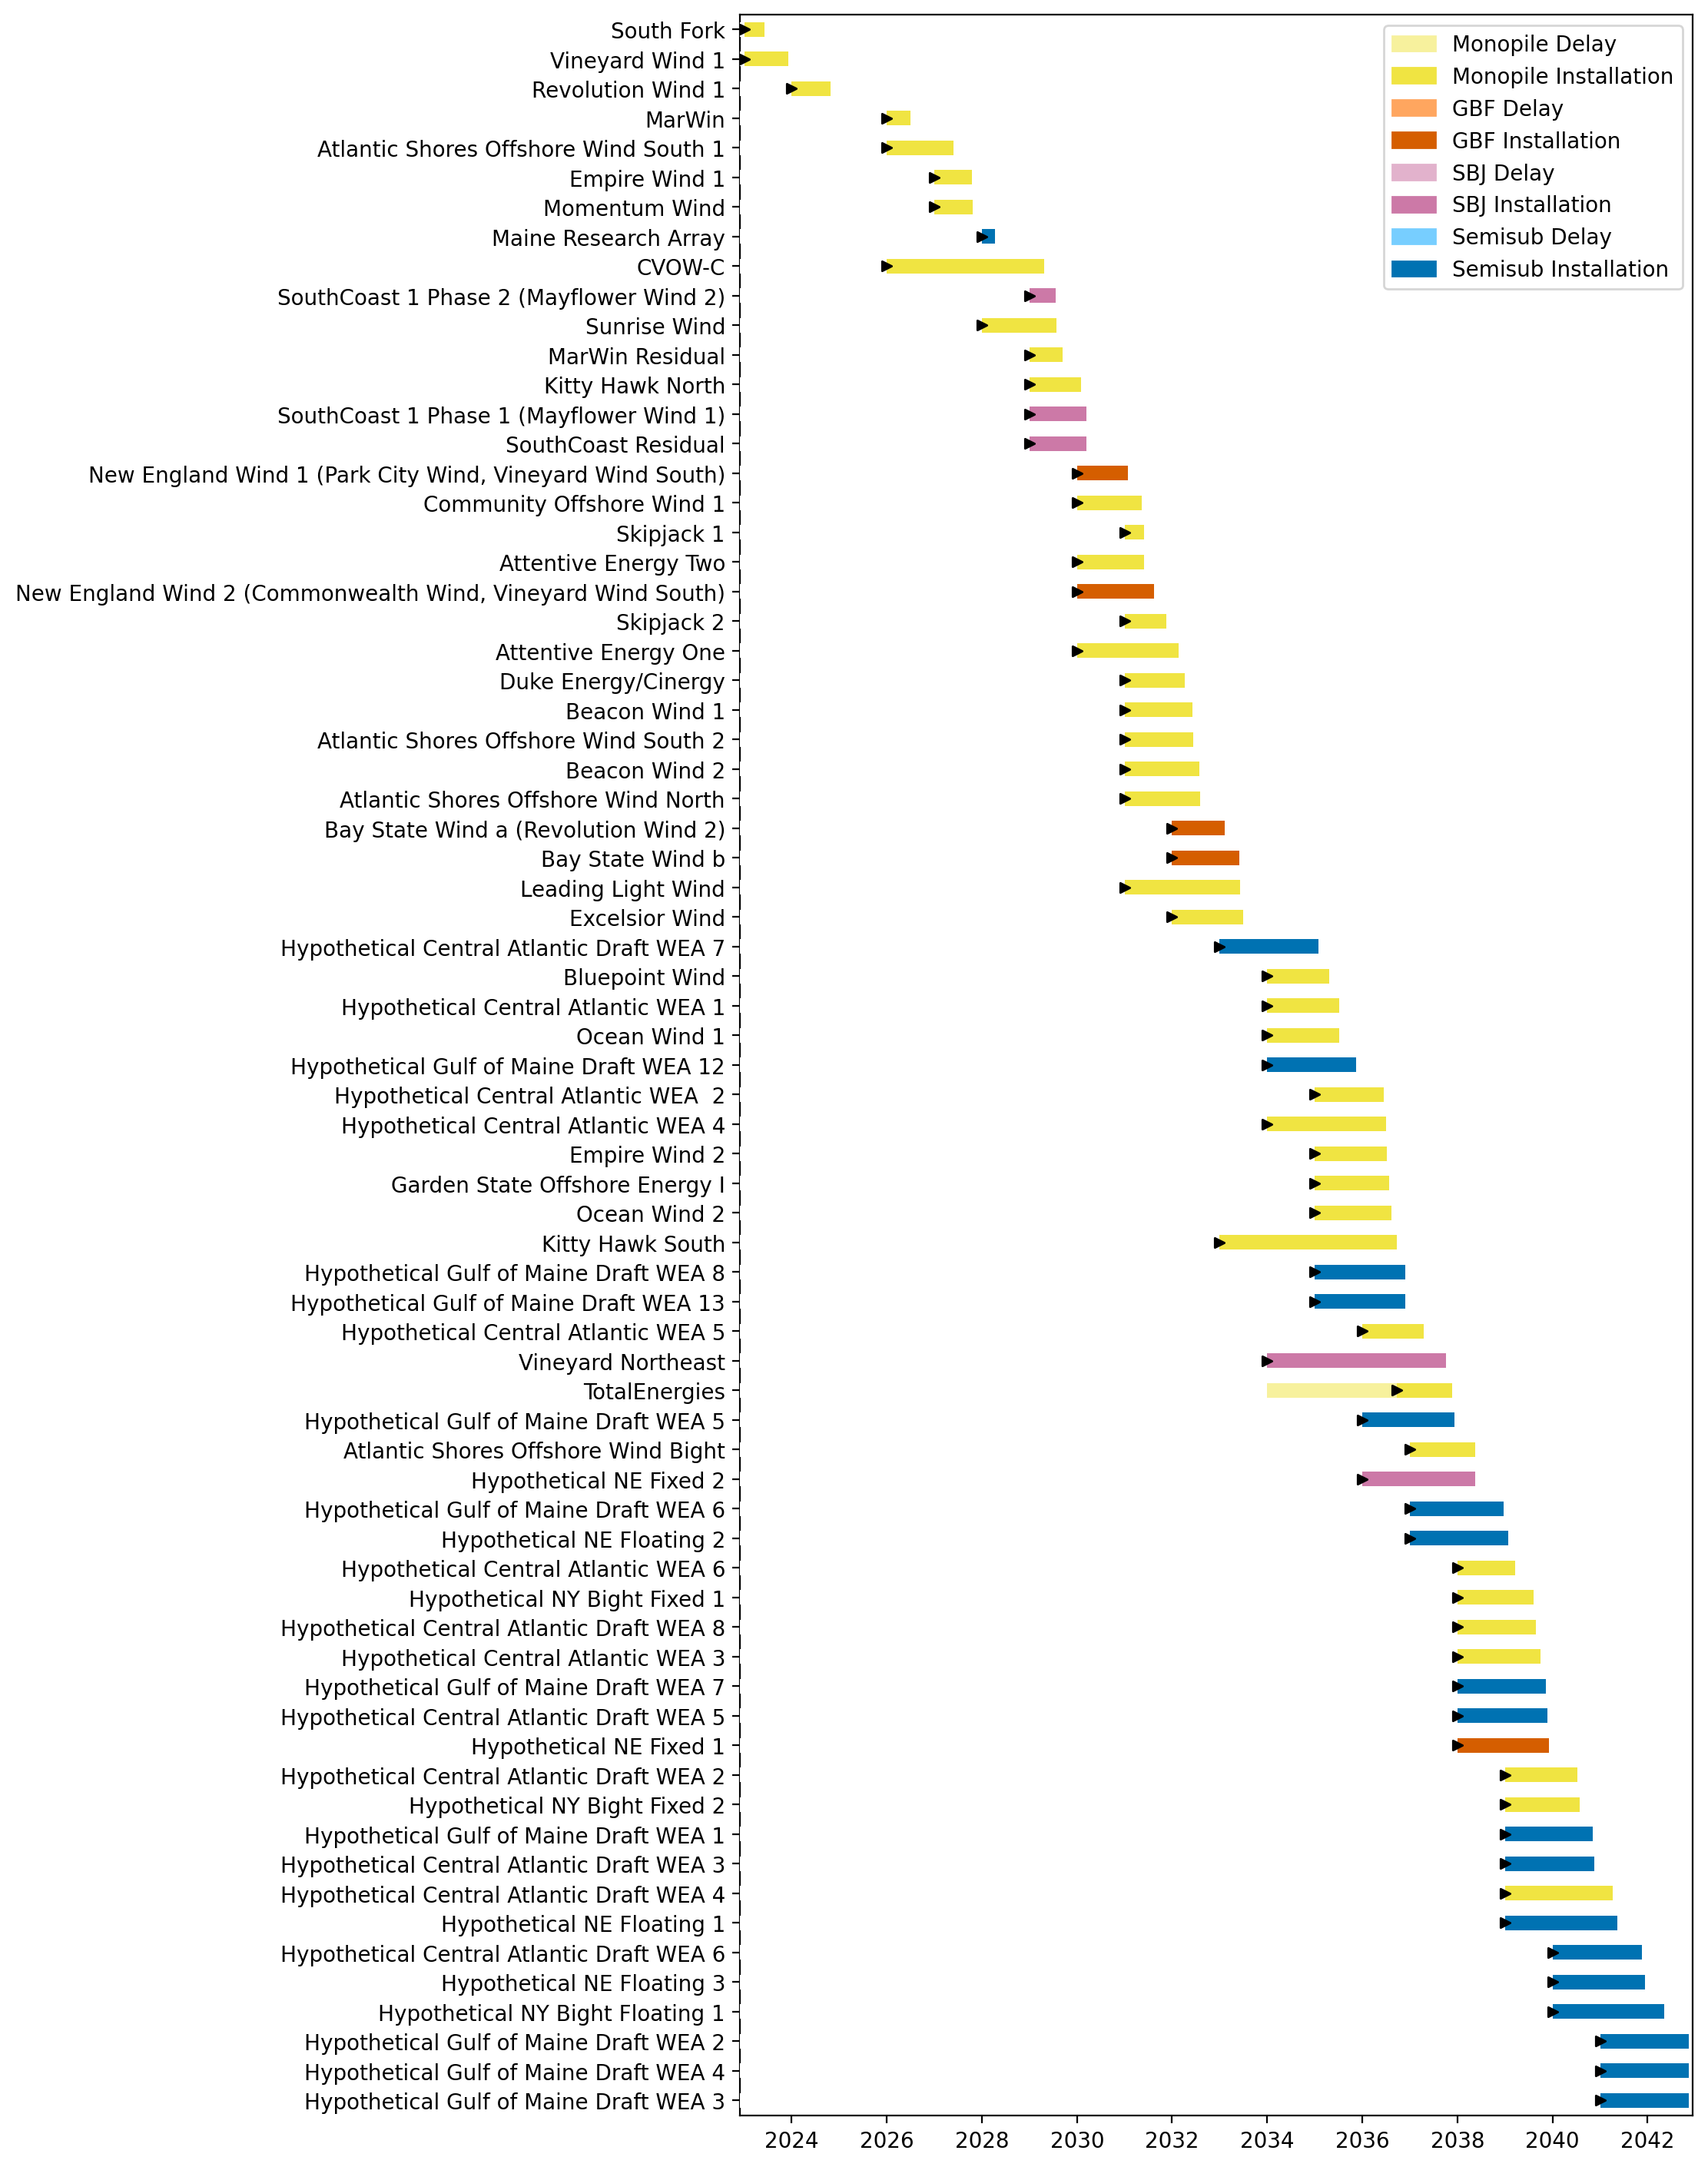 South Fork
Vineyard Wind 1
Revolution Wind 1
MarWin
Atlantic Shores Offshore Wind South 1
Empire Wind 1
Momentum Wind
Maine Research Array
CVOW-C
SouthCoast 1 Phase 2 (Mayflower Wind 2)
Sunrise Wind
MarWin Residual
Kitty Hawk North
SouthCoast 1 Phase 1 (Mayflower Wind 1)
SouthCoast Residual
New England Wind 1 (Park City Wind, Vineyard Wind South)
Community Offshore Wind 1
Skipjack 1
Attentive Energy Two
New England Wind 2 (Commonwealth Wind, Vineyard Wind South)
Skipjack 2
Attentive Energy One
Duke Energy/Cinergy
Beacon Wind 1
Atlantic Shores Offshore Wind South 2
Beacon Wind 2
Atlantic Shores Offshore Wind North
Bay State Wind a (Revolution Wind 2)
Bay State Wind b
Leading Light Wind
Excelsior Wind
Hypothetical Central Atlantic Draft WEA 7
Bluepoint Wind
Hypothetical Central Atlantic WEA 1
Ocean Wind 1
Hypothetical Gulf of Maine Draft WEA 12
Hypothetical Central Atlantic WEA  2
Hypothetical Central Atlantic WEA 4
Empire Wind 2
Garden State Offshore Energy I
Ocean Wind 2
Kitty Hawk South
Hypothetical Gulf of Maine Draft WEA 8
Hypothetical Gulf of Maine Draft WEA 13
Hypothetical Central Atlantic WEA 5
Vineyard Northeast
TotalEnergies
Hypothetical Gulf of Maine Draft WEA 5
Atlantic Shores Offshore Wind Bight
Hypothetical NE Fixed 2
Hypothetical Gulf of Maine Draft WEA 6
Hypothetical NE Floating 2
Hypothetical Central Atlantic WEA 6
Hypothetical NY Bight Fixed 1
Hypothetical Central Atlantic Draft WEA 8
Hypothetical Central Atlantic WEA 3
Hypothetical Gulf of Maine Draft WEA 7
Hypothetical Central Atlantic Draft WEA 5
Hypothetical NE Fixed 1
Hypothetical Central Atlantic Draft WEA 2
Hypothetical NY Bight Fixed 2
Hypothetical Gulf of Maine Draft WEA 1
Hypothetical Central Atlantic Draft WEA 3
Hypothetical Central Atlantic Draft WEA 4
Hypothetical NE Floating 1
Hypothetical Central Atlantic Draft WEA 6
Hypothetical NE Floating 3
Hypothetical NY Bight Floating 1
Hypothetical Gulf of Maine Draft WEA 2
Hypothetical Gulf of Maine Draft WEA 4
Hypothetical Gulf of Maine Draft WEA 3
Monopile Delay
Monopile Installation
GBF Delay
GBF Installation
SBJ Delay
SBJ Installation
Semisub Delay
Semisub Installation
2024 2026 2028 2030 2032 2034 2036 2038 2040 2042